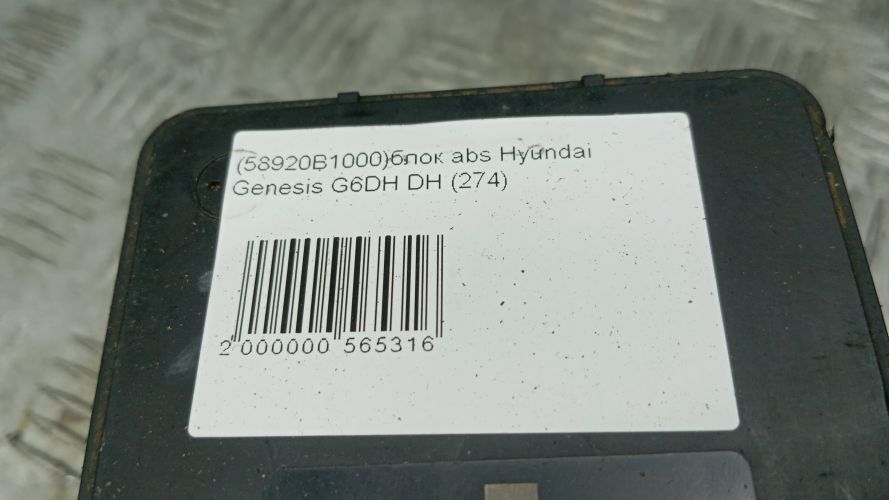 (58920B1000)блок abs Hyundai
Genesis G6DH DH (274)
2 000000 565316